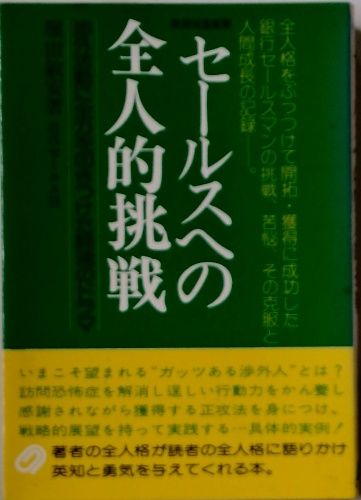 全人格をぶっつけて開拓・獲得に成功した
銀行セールスマンの挑戦、苦悩、その克服と
人間成長の記録――。
セールスへの
全人的挑戦
いまこそ望まれる“ガッツある渉外人”とは?
訪問恐怖症を解消し逞しい行動力をかん養し
感謝されながら獲得する正攻法を身につけ、
戦略的展望を持って実践する…具体的実例!
著者の全人格が読者の全人格に語りかけ
英知と勇気を与えてくれる本。